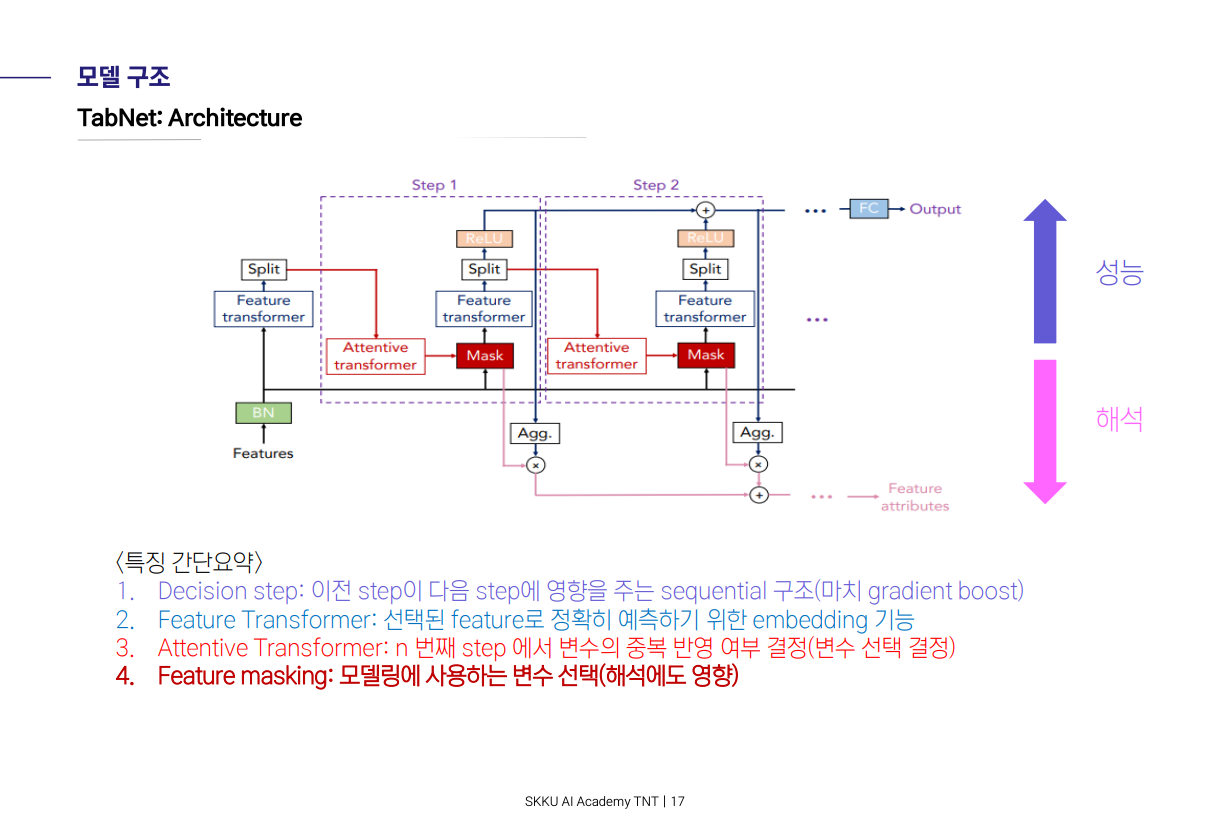 모델 구조
TabNet: Architecture
Step 1
Step 2
FC
Output
ReLU
ReLU
Split
Split
Split
Feature
transformer
Feature
transformer
Feature
transformer
...
...
Attentive
transformer
Mask
Attentive
transformer
Mask
BN
Features
Agg.
Agg.
...
Feature
attributes
성능
해석
<특징 간단요약>
1. Decision step: 이전 step이 다음 step에 영향을 주는 sequential 구조(마치 gradient boost)
2. Feature Transformer: 선택된 feature로 정확히 예측하기 위한 embedding 기능
3. Attentive Transformer: n 번째 step 에서 변수의 중복 반영 여부 결정(변수 선택 결정)
4. Feature masking: 모델링에 사용하는 변수 선택(해석에도 영향)
SKKU AI Academy TNT | 17